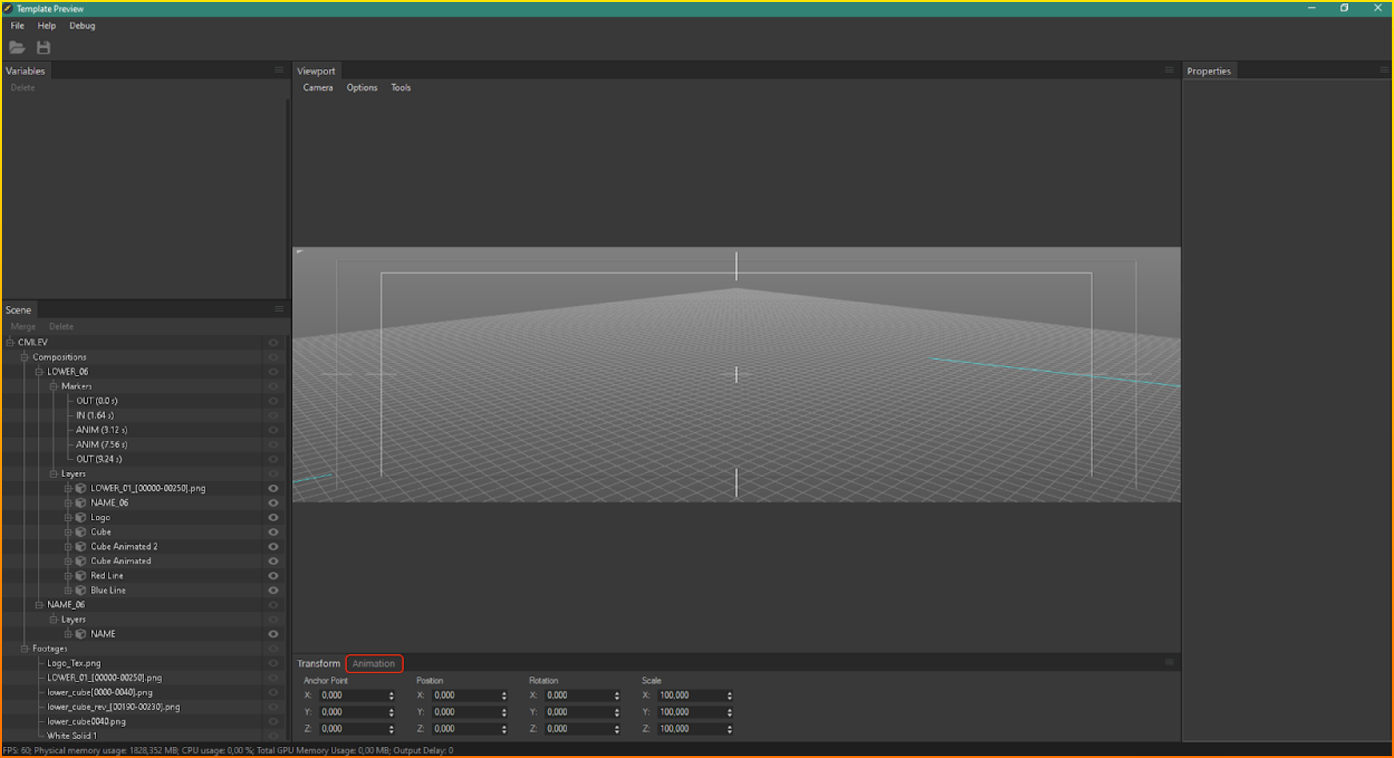 Template Preview
File Help Debug
Variables
Delete
Scene
Merge Delete
CIVILEV
Compositions
LOWER_06
Markers
OUT (0.0 s)
IN (1.64 s)
ANIM (3.12 s)
ANIM (7.56 s)
OUT (9.24 s)
Layers
LOWER_01_[00000-00250].png
NAME_06
Logo
Cube
Cube Animated 2
Cube Animated
Red Line
Blue Line
NAME_06
Layers
NAME
Footages
Logo_Tex.png
LOWER_01_[00000-00250].png
lower_cube[0000-0040].png
lower_cube_rev_[00190-00230].png
lower_cube0040.png
White Solid 1
Viewport
Camera Options Tools
Transform Animation
Anchor Point Position Rotation Scale
X: 0,000 X: 0,000 X: 0,000 X: 100,000
Y: 0,000 Y: 0,000 Y: 0,000 Y: 100,000
Z: 0,000 Z: 0,000 Z: 0,000 Z: 100,000
Properties
FPS: 60; Physical memory usage: 1828,352 MB; CPU usage: 0,00 %; Total GPU Memory Usage: 0,00 MB; Output Delay: 0